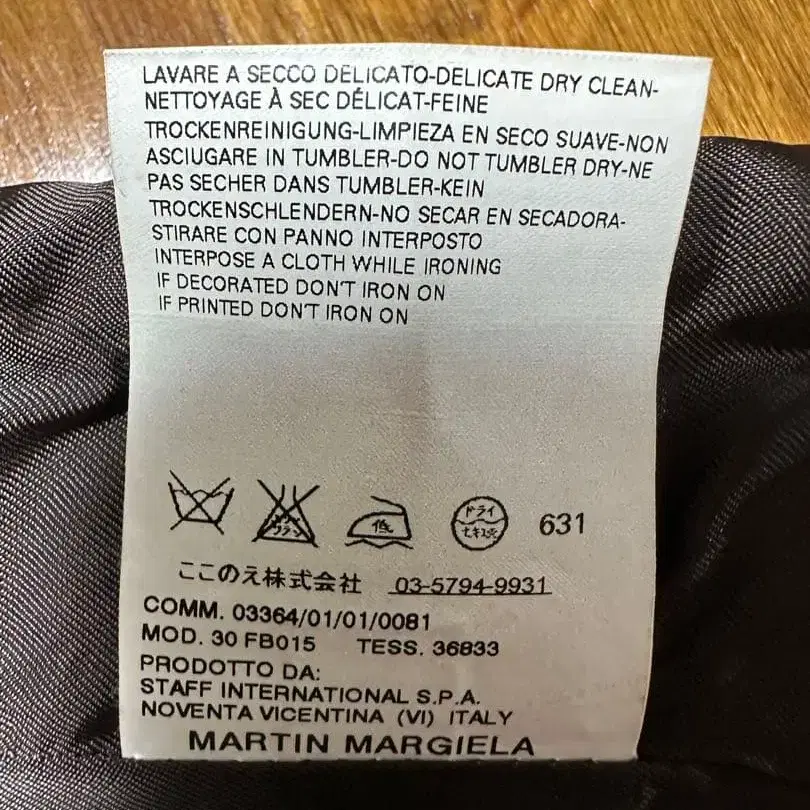 LAVARE A SECCO DELICATO-DELICATE DRY CLEAN-
NETTOYAGE À SEC DÉLICAT-FEINE
TROCKENREINIGUNG-LIMPIEZA EN SECO SUAVE-NON
ASCIUGARE IN TUMBLER-DO NOT TUMBLER DRY-NE
PAS SECHER DANS TUMBLER-KEIN
TROCKENSCHLENDERN-NO SECAR EN SECADORA-
STIRARE CON PANNO INTERPOSTO
INTERPOSE A CLOTH WHILE IRONING
IF DECORATED DON'T IRON ON
IF PRINTED DON'T IRON ON
低 ドライ 631
ここのえ株式会社 03-5794-9931
COMM. 03364/01/01/0081
MOD. 30 FB015 TESS. 36833
PRODOTTO DA:
STAFF INTERNATIONAL S.P.A.
NOVENTA VICENTINA (VI) ITALY
MARTIN MARGIELA